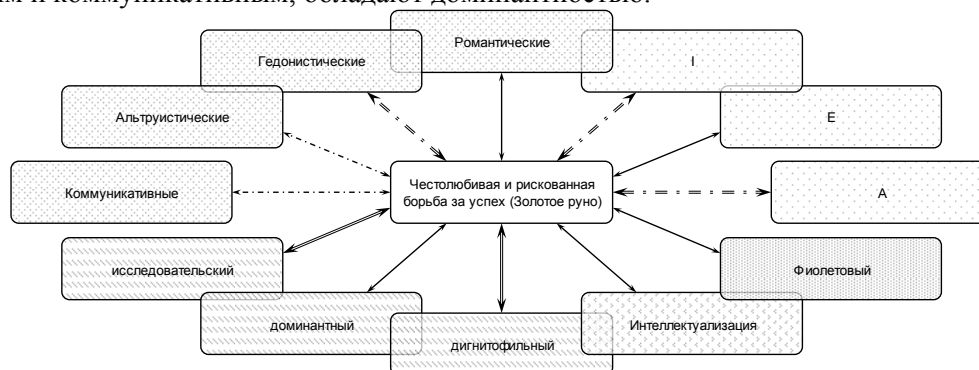 и коммуникативным, обладают доминантностью.
Романтические
Гедонистические
I
Альтруистические
E
Коммуникативные
Честолюбивая и рискованная
борьба за успех (Золотое руно)
A
исследовательский
Фиолетовый
доминантный
Интеллектуализация
дигнитофильный